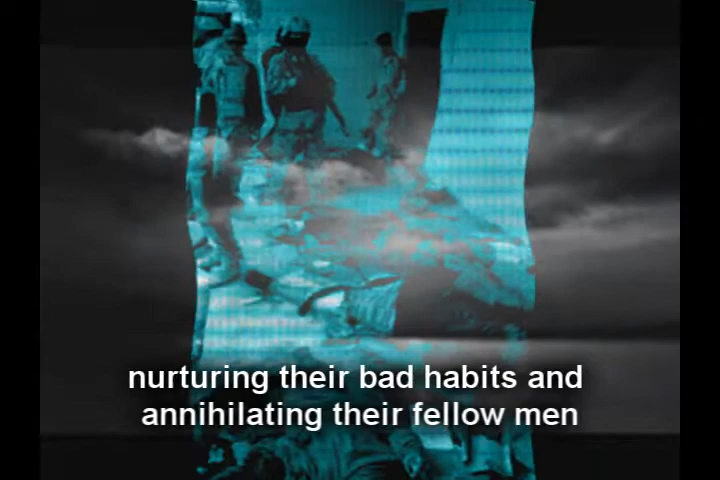 nurturing their bad habits and
annihilating their fellow men